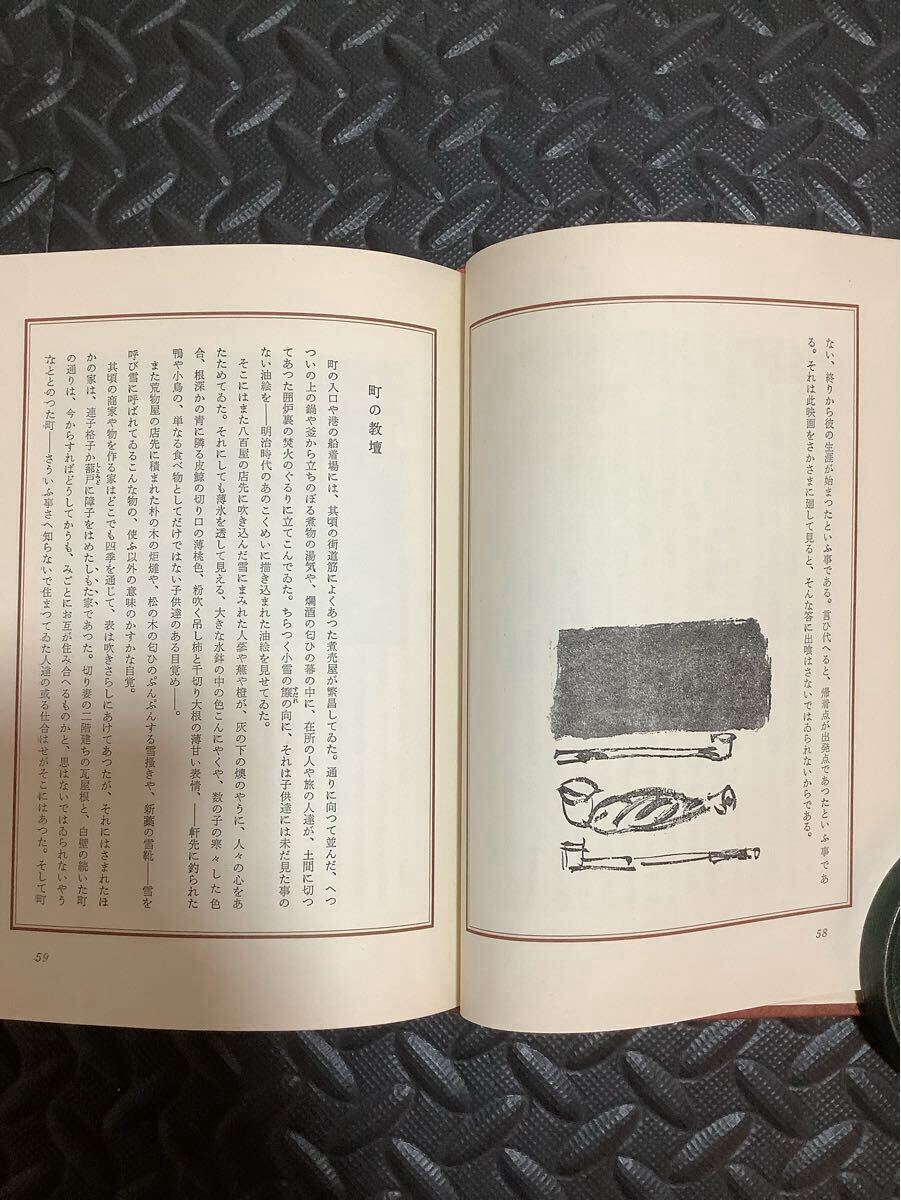 ない、終りから彼の生涯が始まつたといふ事である。言ひ代へると、帰着点が出発点であつたといふ事であ
る。それは此映画をさかさまに廻して見ると、そんな答に出喰はさないではゐられないからである。
58
町の教壇
町の入口や港の船着場には、其頃の街道筋によくあつた煮売屋が繁昌してゐた。通りに向つて並んだ、へつ
ついの上の鍋や釜から立ちのぼる煮物の湯気や、燗酒の匂ひの幕の中に、在所の人や旅の人達が、土間に切つ
てあつた囲炉裏の焚火のぐるりに立てこんでゐた。ちらつく小雪の簾の向に、それは子供達には未だ見た事の
すだれ
ない油絵を――明治時代のあのこくめいに描き込まれた油絵を見せてゐた。
そこにはまた八百屋の店先に吹き込んだ雪にまみれた人参や蕪や橙が、灰の下の燠のやうに、人々の心をあ
たためてゐた。それにしても薄氷を透して見える、大きな水鉢の中の色こんにやくや、数の子の寒々した色
合、根深かの青に隣る皮鯨の切り口の薄桃色、粉吹く吊し柿と千切り大根の薄甘い表情、――軒先に釣られた
鴨や小鳥の、単なる食べ物としてだけではない子供達のある目覚め――。
また荒物屋の店先に積まれた朴の木の炬燵や、松の木の匂ひのぷんぷんする雪搔きや、新藁の雪靴――雪を
呼び雪に呼ばれてゐるこんな物の、使ふ以外の意味のかすかな自覚。
其頃の商家や物を作る家はどこでも四季を通じて、表は吹きさらしにあけてあつたが、それにはさまれたほ
かの家は、連子格子か蔀戸に障子をはめたしもた家であつた。切り妻の二階建ちの瓦屋根と、白壁の続いた町
しとみど
の通りは、今からすればどうしてかうも、みごとにお互が住み合へるものかと、思はないではゐられないやう
なととのつた町――さういふ事さへ知らないで住まつてゐた人達の或る仕合はせがそこにはあつた。そして町
59